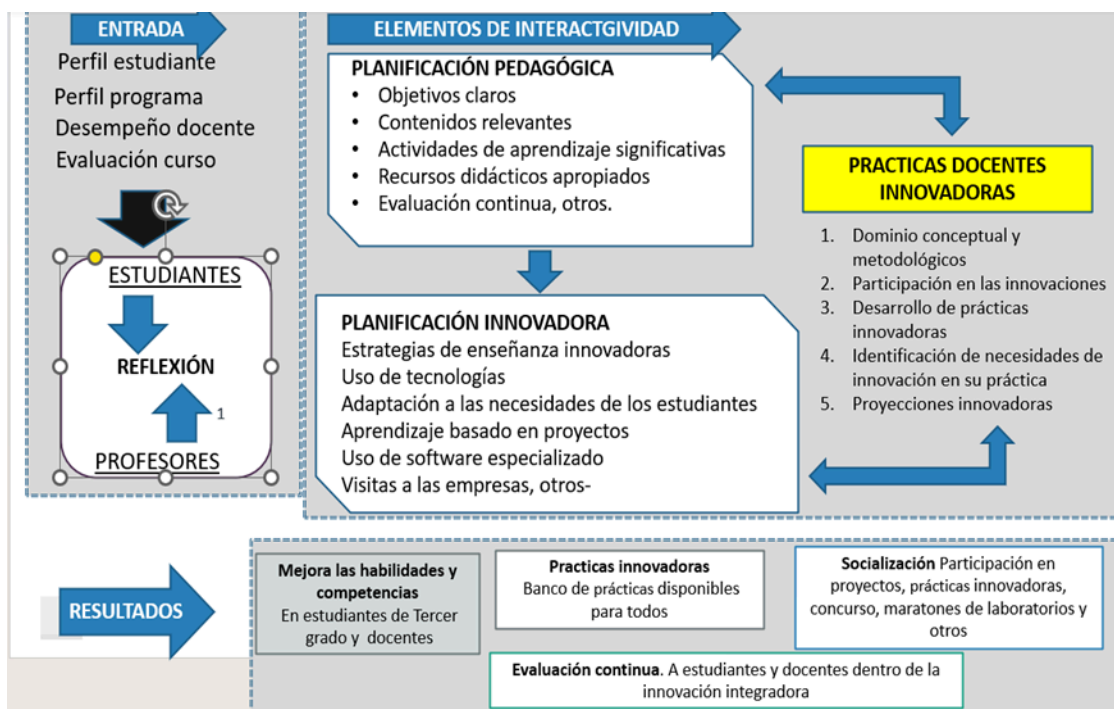 ENTRADA
Perfil estudiante
Perfil programa
Desempeño docente
Evaluación curso
ESTUDIANTES
REFLEXIÓN
1
PROFESORES
ELEMENTOS DE INTERACTGIVIDAD
PLANIFICACIÓN PEDAGÓGICA
• Objetivos claros
• Contenidos relevantes
• Actividades de aprendizaje significativas
• Recursos didácticos apropiados
• Evaluación continua, otros.
PLANIFICACIÓN INNOVADORA
Estrategias de enseñanza innovadoras
Uso de tecnologías
Adaptación a las necesidades de los estudiantes
Aprendizaje basado en proyectos
Uso de software especializado
Visitas a las empresas, otros-
PRACTICAS DOCENTES
INNOVADORAS
1. Dominio conceptual y
metodológicos
2. Participación en las innovaciones
3. Desarrollo de prácticas
innovadoras
4. Identificación de necesidades de
innovación en su práctica
5. Proyecciones innovadoras
RESULTADOS
Mejora las habilidades y
competencias
En estudiantes de Tercer
grado y docentes
Practicas innovadoras
Banco de prácticas disponibles
para todos
Socialización Participación en
proyectos, prácticas innovadoras,
concurso, maratones de laboratorios y
otros
Evaluación continua. A estudiantes y docentes dentro de la
innovación integradora